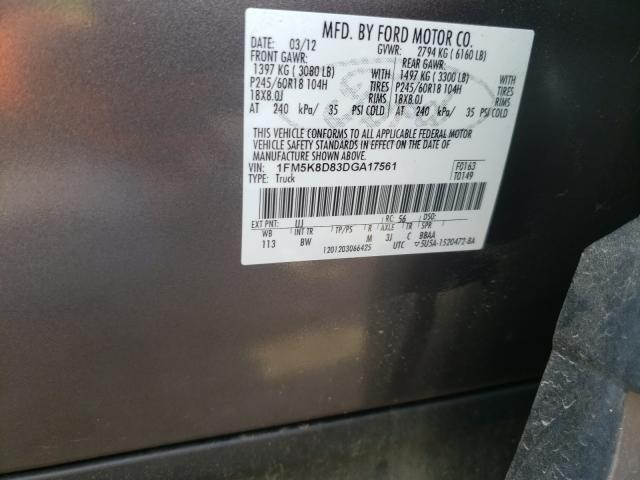 MFD. BY FORD MOTOR CO.
DATE: 03/12 GVWR: 2794 KG ( 6160 LB)
FRONT GAWR: REAR GAWR:
1397 KG ( 3080 LB) 1497 KG ( 3300 LB)
P245/60R18 104H TIRES P245/60R18 104H TIRES
18X8.0J RIMS 18X8.0J RIMS
AT 240 kPa/ 35 PSI COLD AT 240 kPa/ 35 PSI COLD
THIS VEHICLE CONFORMS TO ALL APPLICABLE FEDERAL MOTOR
VEHICLE SAFETY STANDARDS IN EFFECT ON THE DATE OF
MANUFACTURE SHOWN ABOVE.
VIN: 1FM5K8D83DGA17561 F0163
TYPE: Truck T0149
EXT PNT: UJ RC: 56 DSO:
WB INT TR TP/PS R AXLE TR SPR
113 BW M 3J C BBAA
1201203066425 UTC ▽5U5A-1520472-BA